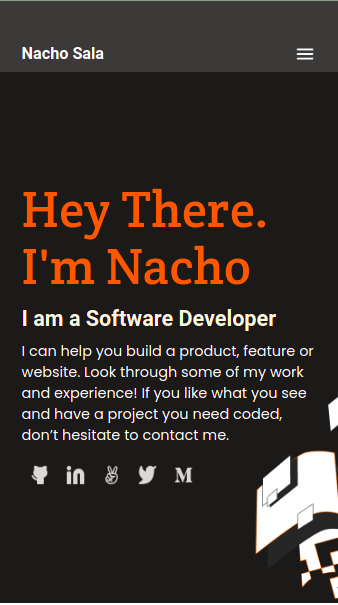 Nacho Sala
Hey There.
I'm Nacho
I am a Software Developer
I can help you build a product, feature or
website. Look through some of my work
and experience! If you like what you see
and have a project you need coded,
don’t hesitate to contact me.